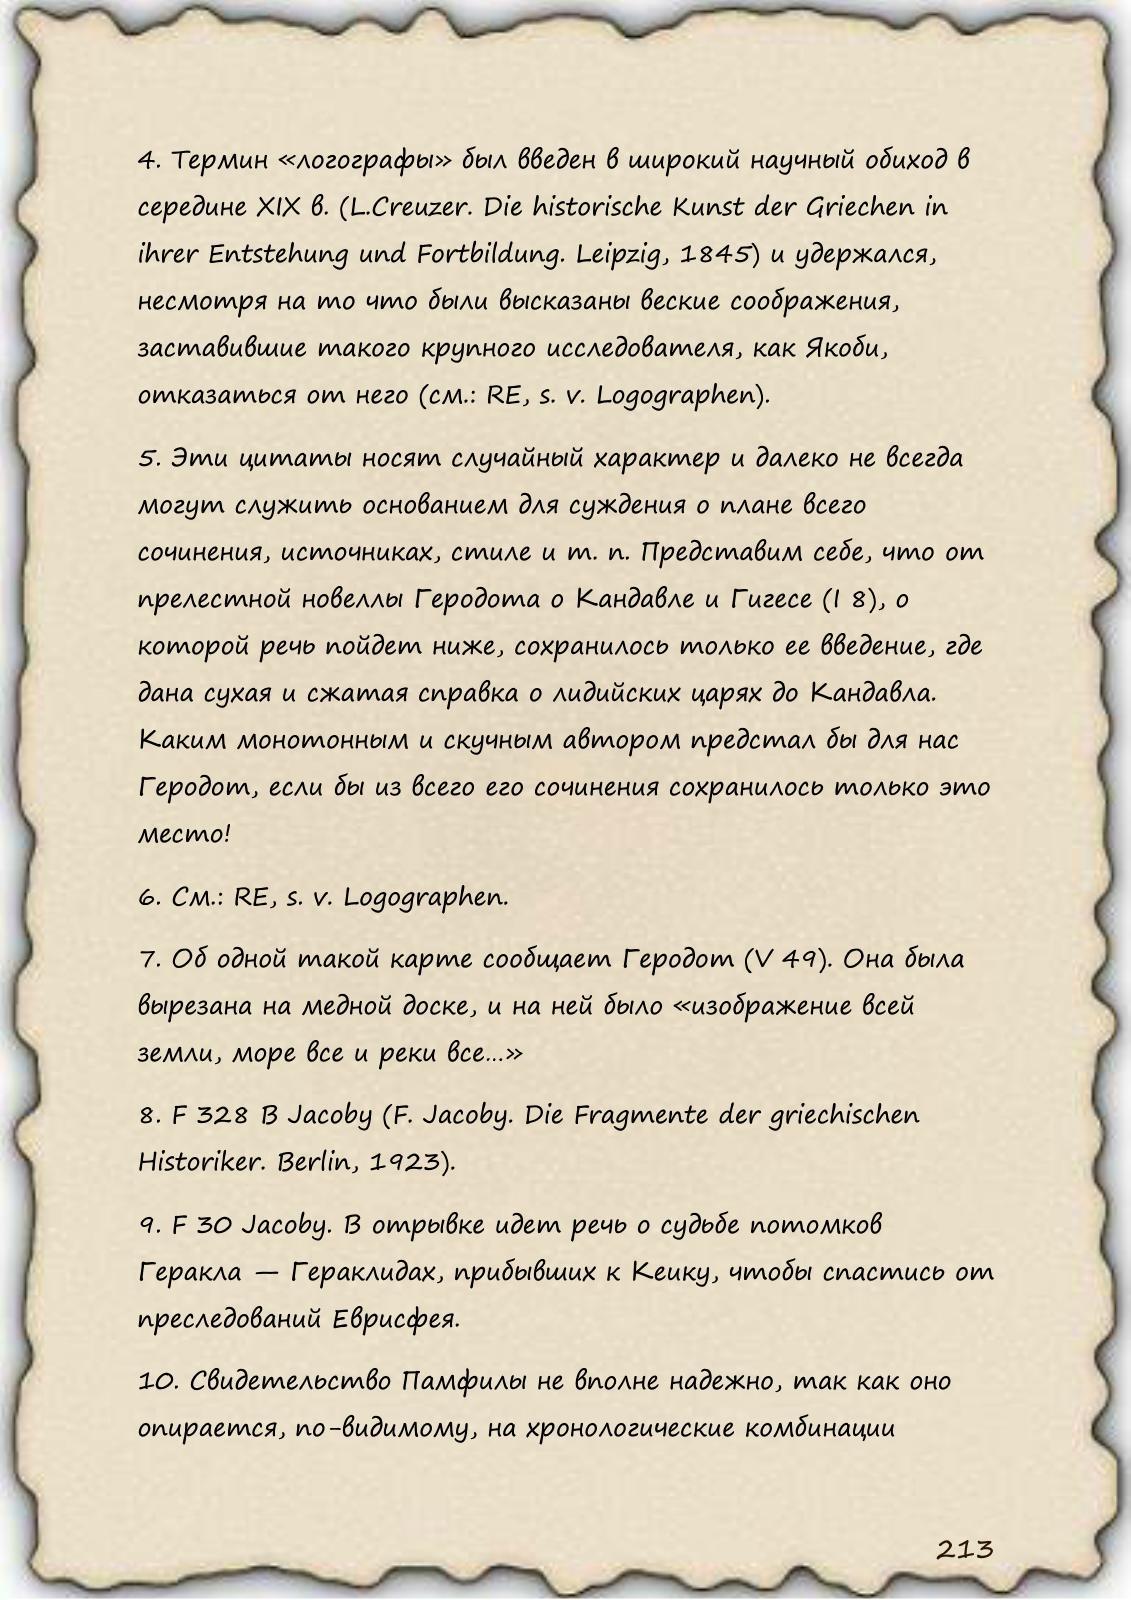 4. Термин «логографы» был введен в широкий научный обиход в
середине XIX в. (L.Creuzer. Die historische Kunst der Griechen in
ihrer Entstehung und Fortbildung. Leipzig, 1845) и удержался,
несмотря на то что были высказаны веские соображения,
заставившие такого крупного исследователя, как Якоби,
отказаться от него (см.: RE, s. v. Logographen).
5. Эти цитаты носят случайный характер и далеко не всегда
могут служить основанием для суждения о плане всего
сочинения, источниках, стиле и т. п. Представим себе, что от
прелестной новеллы Геродота о Кандавле и Гигесе (I 8), о
которой речь пойдет ниже, сохранилось только ее введение, где
дана сухая и сжатая справка о лидийских царях до Кандавла.
Каким монотонным и скучным автором предстал бы для нас
Геродот, если бы из всего его сочинения сохранилось только это
место!
6. См.: RE, s. v. Logographen.
7. Об одной такой карте сообщает Геродот (V 49). Она была
вырезана на медной доске, и на ней было «изображение всей
земли, море все и реки все...»
8. F 328 B Jacoby (F. Jacoby. Die Fragmente der griechischen
Historiker. Berlin, 1923).
9. F 30 Jacoby. В отрывке идет речь о судьбе потомков
Геракла — Гераклидах, прибывших к Кеику, чтобы спастись от
преследований Еврисфея.
10. Свидетельство Памфилы не вполне надежно, так как оно
опирается, по-видимому, на хронологические комбинации
213